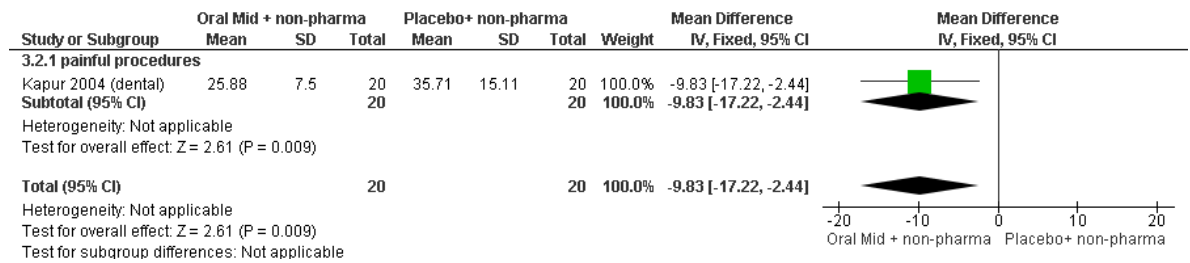 Oral Mid + non-pharma Placebo+ non-pharma Mean Difference Mean Difference
Study or Subgroup Mean SD Total Mean SD Total Weight IV, Fixed, 95% CI IV, Fixed, 95% CI
3.2.1 painful procedures
Kapur 2004 (dental) 25.88 7.5 20 35.71 15.11 20 100.0% -9.83 [-17.22, -2.44]
Subtotal (95% CI) 20 20 100.0% -9.83 [-17.22, -2.44]
Heterogeneity: Not applicable
Test for overall effect: Z = 2.61 (P = 0.009)
Total (95% CI) 20 20 100.0% -9.83 [-17.22, -2.44]
Heterogeneity: Not applicable
Test for overall effect: Z = 2.61 (P = 0.009)
Test for subgroup differences: Not applicable
-20 -10 0 10 20
Oral Mid + non-pharma Placebo+ non-pharma